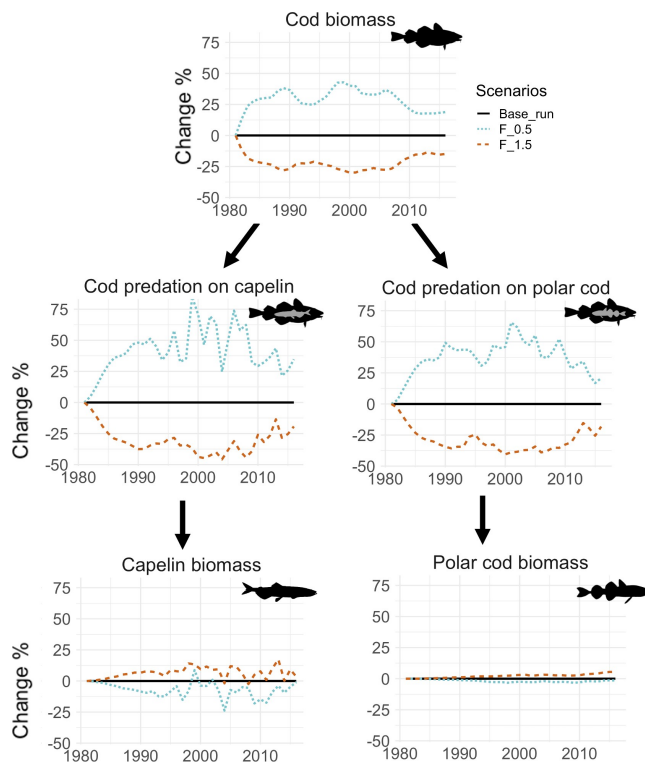 Cod biomass
Change %
75
50
25
0
-25
-50
1980 1990 2000 2010
Scenarios
Base_run
F_0.5
F_1.5
Cod predation on capelin
Change %
75
50
25
0
-25
-50
1980 1990 2000 2010
Cod predation on polar cod
75
50
25
0
-25
-50
1980 1990 2000 2010
Capelin biomass
Change %
75
50
25
0
-25
-50
1980 1990 2000 2010
Polar cod biomass
75
50
25
0
-25
-50
1980 1990 2000 2010